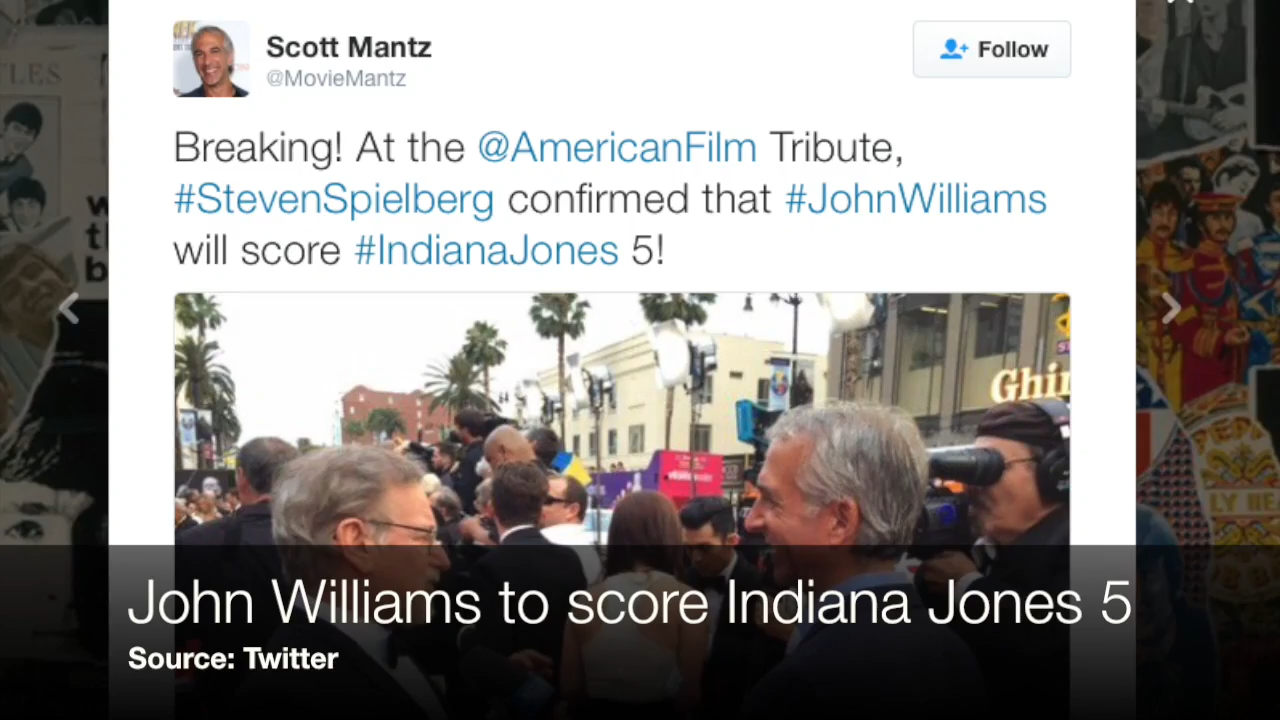 Scott Mantz
@MovieMantz
Follow
Breaking! At the @AmericanFilm Tribute,
#StevenSpielberg confirmed that #JohnWilliams
will score #IndianaJones 5!
John Williams to score Indiana Jones 5
Source: Twitter